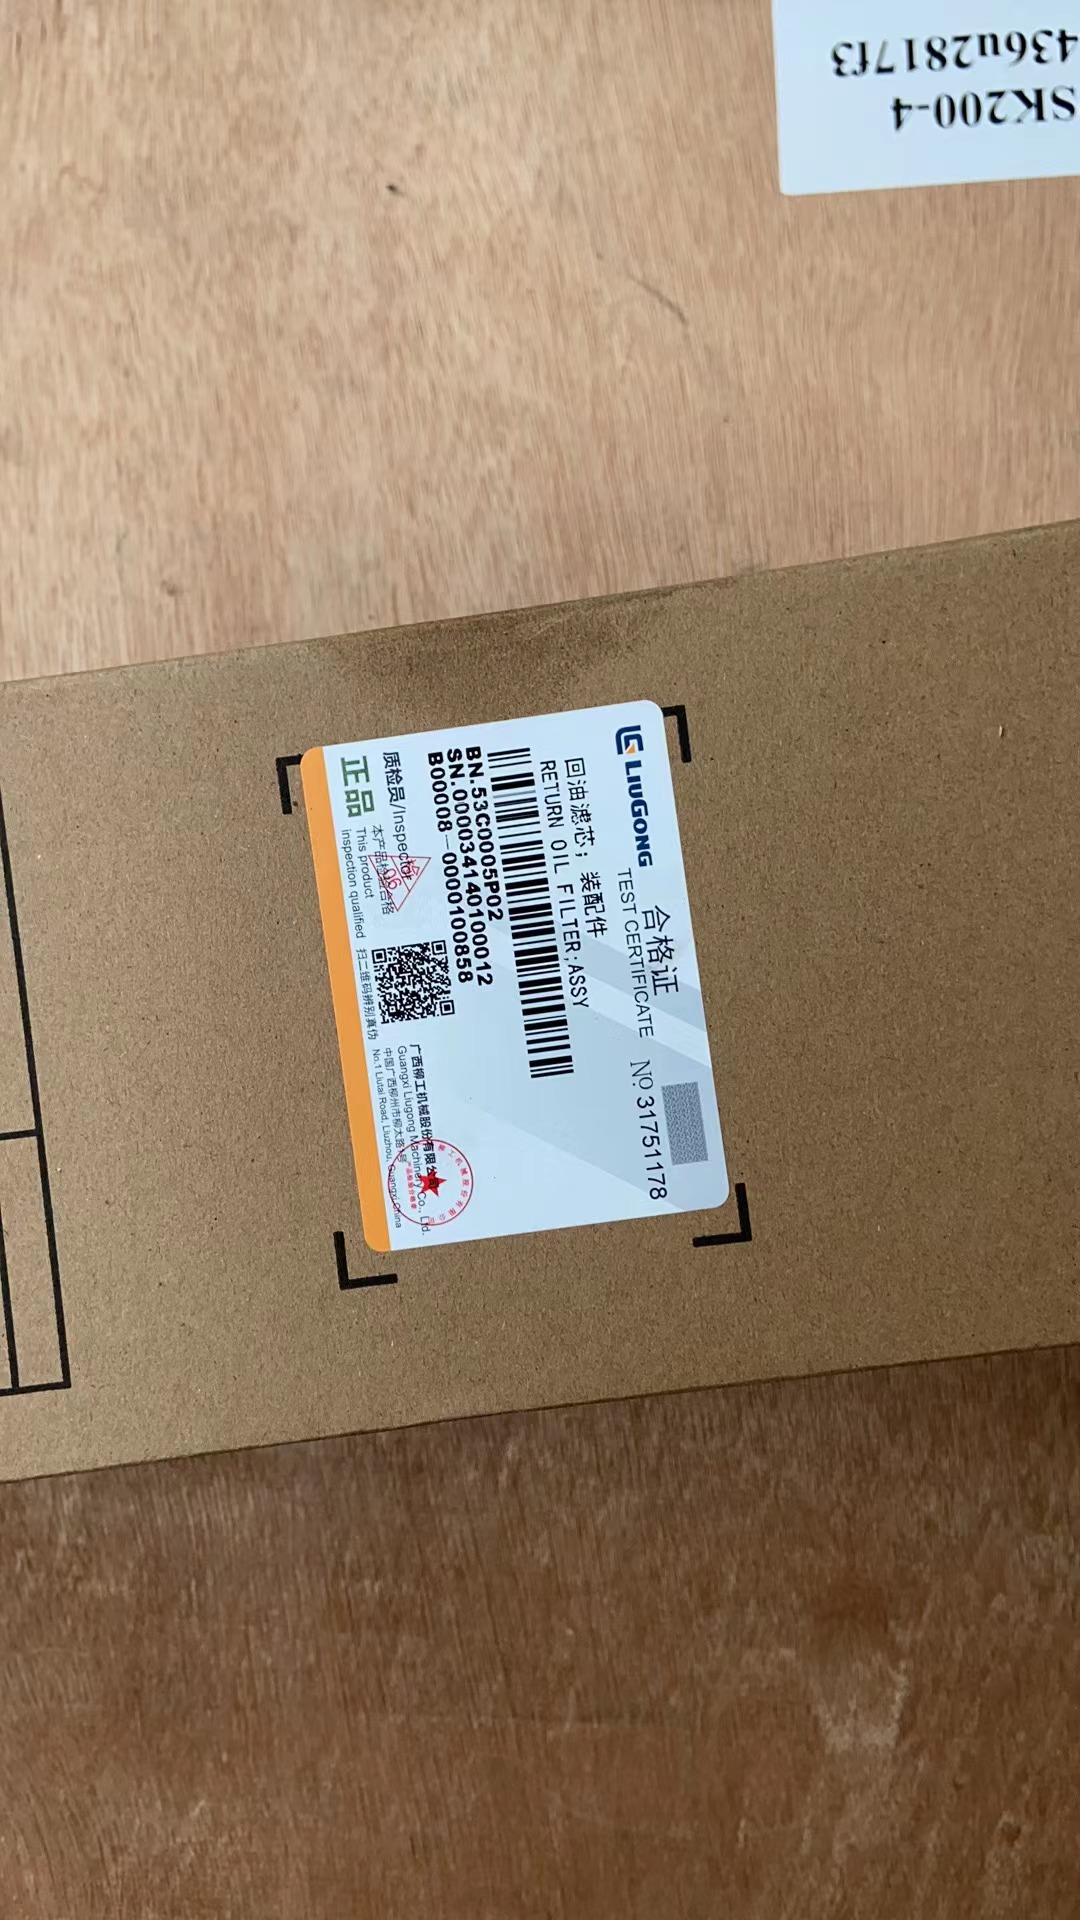 SK200-4
436u2817f3
LIUGONG
合格证
TEST CERTIFICATE
№ 31751178
回油滤芯；装配件
RETURN OIL FILTER;ASSY
BN.53C0005P02
SN.00003414010​0012
B00008-0000100858
质检员/Inspector
06
正品
本产品检验合格
This product
inspection qualified
扫二维码辨别真伪
广西柳工机械股份有限公司
Guangxi Liugong Machinery Co., Ltd.
中国广西柳州市柳太路1号
No.1 Liutai Road, Liuzhou, Guangxi, China